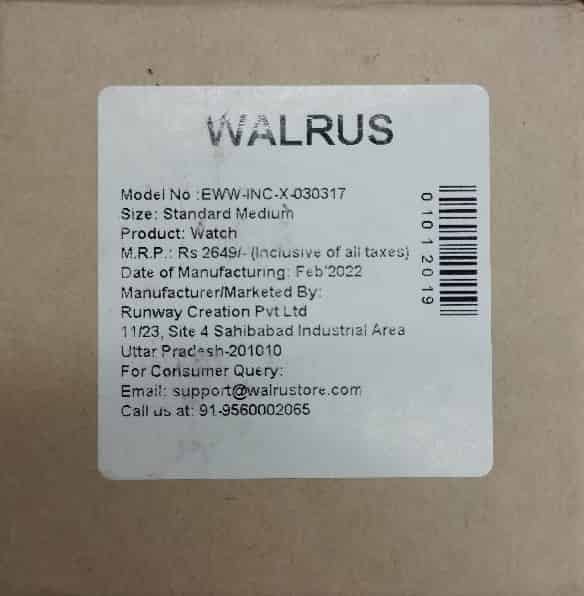 WALRUS
Model No :EWW-INC-X-030317
Size: Standard Medium
Product: Watch
M.R.P.: Rs 2649/- (Inclusive of all taxes)
Date of Manufacturing: Feb'2022
Manufacturer/Marketed By:
Runway Creation Pvt Ltd
11/23, Site 4 Sahibabad Industrial Area
Uttar Pradesh-201010
For Consumer Query:
Email: support@walrustore.com
Call us at: 91-9560002065
01012019